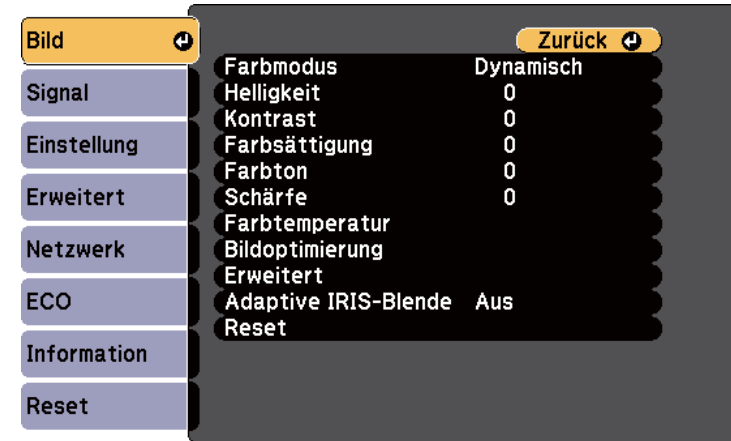 Bild
Signal
Einstellung
Erweitert
Netzwerk
ECO
Information
Reset
Zurück
Farbmodus Dynamisch
Helligkeit 0
Kontrast 0
Farbsättigung 0
Farbton 0
Schärfe 0
Farbtemperatur
Bildoptimierung
Erweitert
Adaptive IRIS-Blende Aus
Reset